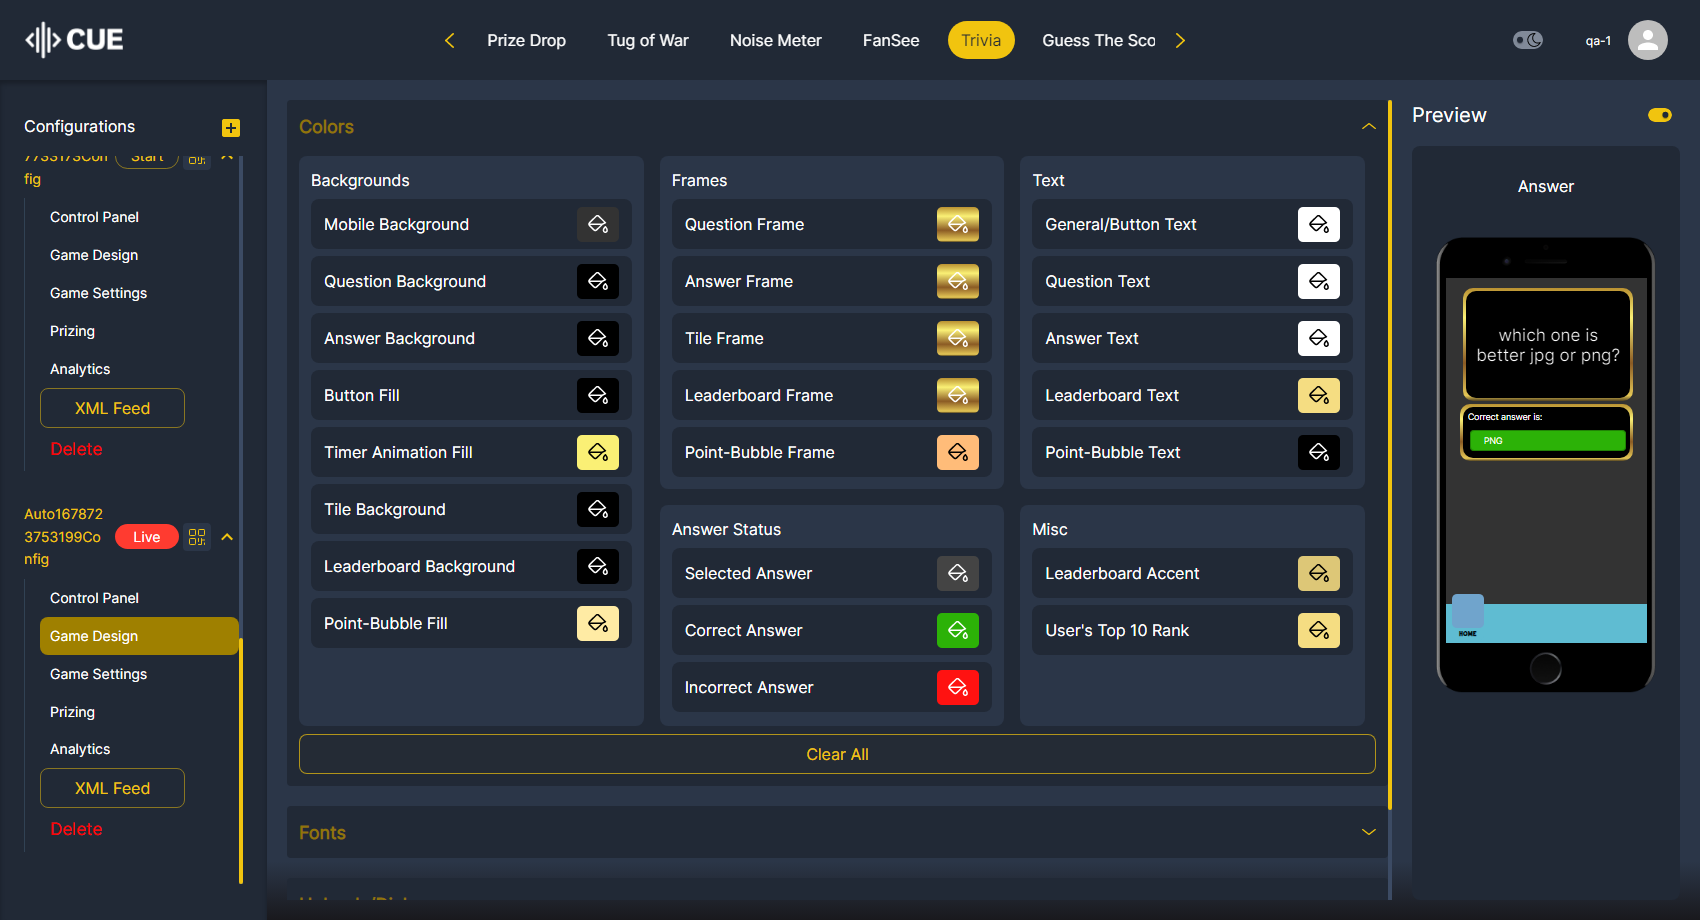 CUE
Prize Drop
Tug of War
Noise Meter
FanSee
Trivia
Guess The Sco
qa-1
Configurations
7733173Con
fig
Start
Control Panel
Game Design
Game Settings
Prizing
Analytics
XML Feed
Delete
Auto167872
3753199Co
nfig
Live
Control Panel
Game Design
Game Settings
Prizing
Analytics
XML Feed
Delete
Colors
Backgrounds
Mobile Background
Question Background
Answer Background
Button Fill
Timer Animation Fill
Tile Background
Leaderboard Background
Point-Bubble Fill
Frames
Question Frame
Answer Frame
Tile Frame
Leaderboard Frame
Point-Bubble Frame
Text
General/Button Text
Question Text
Answer Text
Leaderboard Text
Point-Bubble Text
Answer Status
Selected Answer
Correct Answer
Incorrect Answer
Misc
Leaderboard Accent
User's Top 10 Rank
Clear All
Fonts
Preview
Answer
which one is
better jpg or png?
Correct answer is:
PNG
HOME